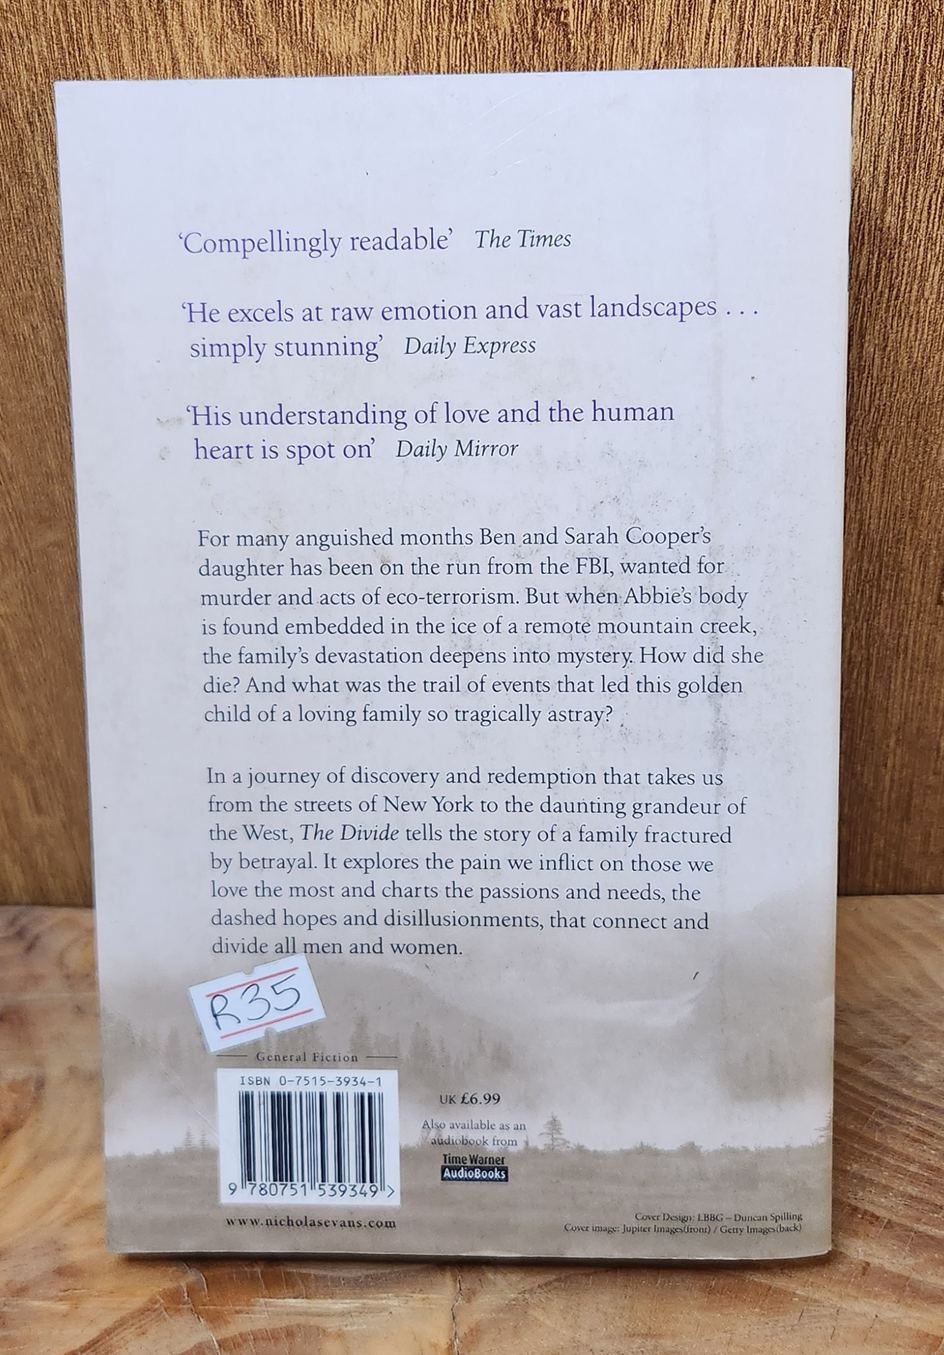 ‘Compellingly readable’ The Times
‘He excels at raw emotion and vast landscapes . . .
simply stunning’ Daily Express
‘His understanding of love and the human
heart is spot on’ Daily Mirror
For many anguished months Ben and Sarah Cooper’s
daughter has been on the run from the FBI, wanted for
murder and acts of eco-terrorism. But when Abbie’s body
is found embedded in the ice of a remote mountain creek,
the family’s devastation deepens into mystery. How did she
die? And what was the trail of events that led this golden
child of a loving family so tragically astray?
In a journey of discovery and redemption that takes us
from the streets of New York to the daunting grandeur of
the West, The Divide tells the story of a family fractured
by betrayal. It explores the pain we inflict on those we
love the most and charts the passions and needs, the
dashed hopes and disillusionments, that connect and
divide all men and women.
R35
General Fiction
ISBN 0-7515-3934-1
9 780751 539349 >
www.nicholasevans.com
UK £6.99
Also available as an
audiobook from
Time Warner
AudioBooks
Cover Design: LBBG – Duncan Spilling
Cover image: Jupiter Images(front) / Getty Images(back)